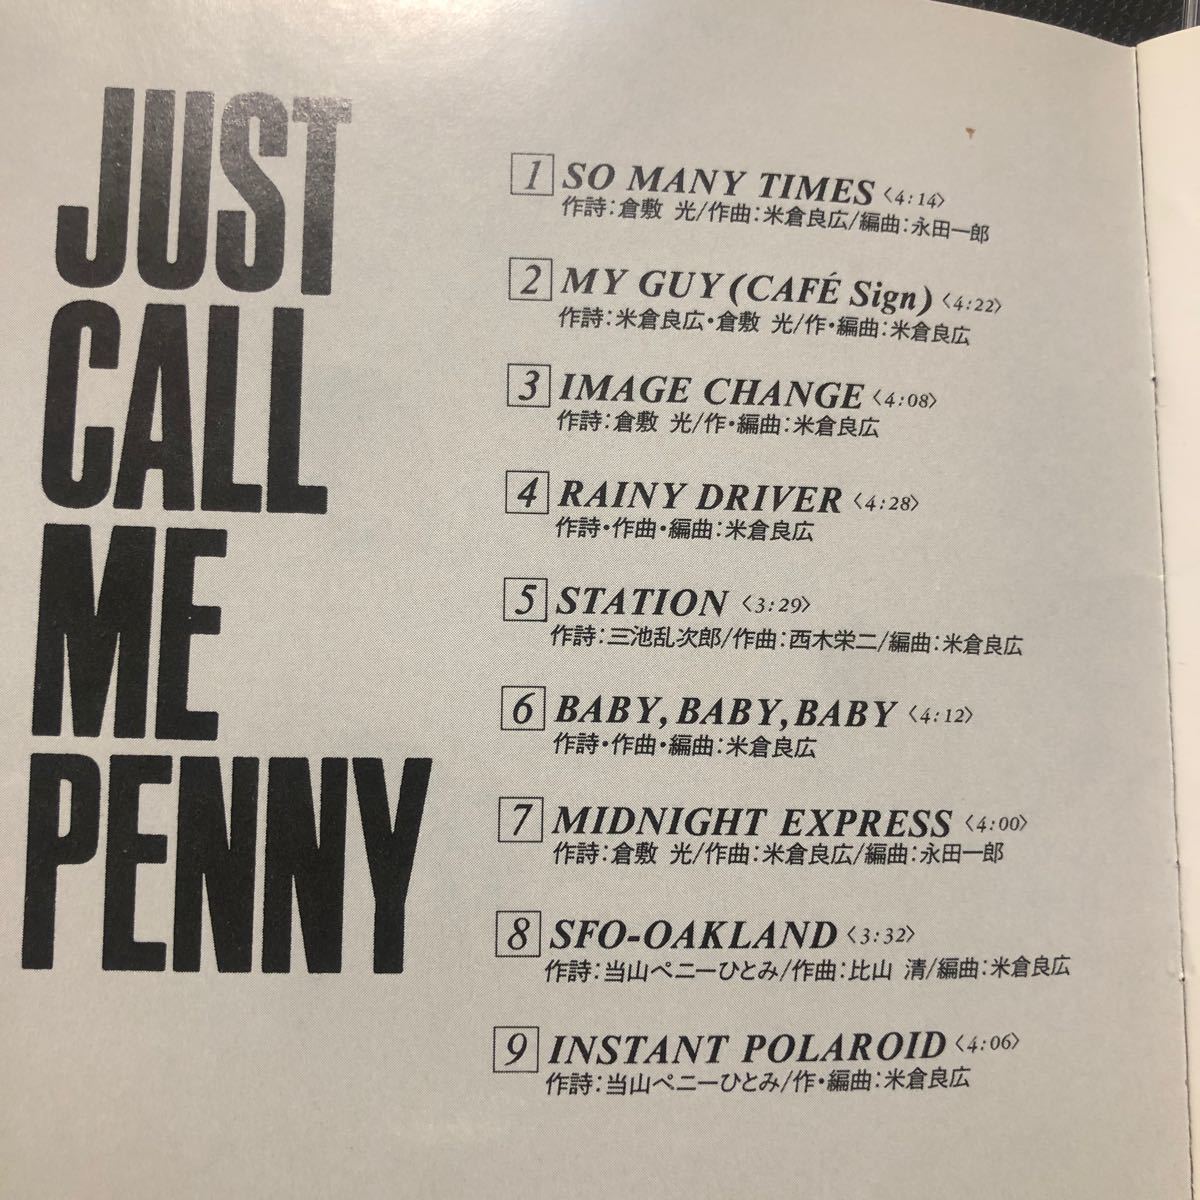 JUST
CALL
ME
PENNY
1 SO MANY TIMES〈4:14〉
作詩：倉敷 光/作曲：米倉良広/編曲：永田一郎
2 MY GUY (CAFÉ Sign)〈4:22〉
作詩：米倉良広・倉敷 光/作・編曲：米倉良広
3 IMAGE CHANGE〈4:08〉
作詩：倉敷 光/作・編曲：米倉良広
4 RAINY DRIVER〈4:28〉
作詩・作曲・編曲：米倉良広
5 STATION〈3:29〉
作詩：三池乱次郎/作曲：西木栄二/編曲：米倉良広
6 BABY, BABY, BABY〈4:12〉
作詩・作曲・編曲：米倉良広
7 MIDNIGHT EXPRESS〈4:00〉
作詩：倉敷 光/作曲：米倉良広/編曲：永田一郎
8 SFO-OAKLAND〈3:32〉
作詩：当山ペニーひとみ/作曲：比山 清/編曲：米倉良広
9 INSTANT POLAROID〈4:06〉
作詩：当山ペニーひとみ/作・編曲：米倉良広